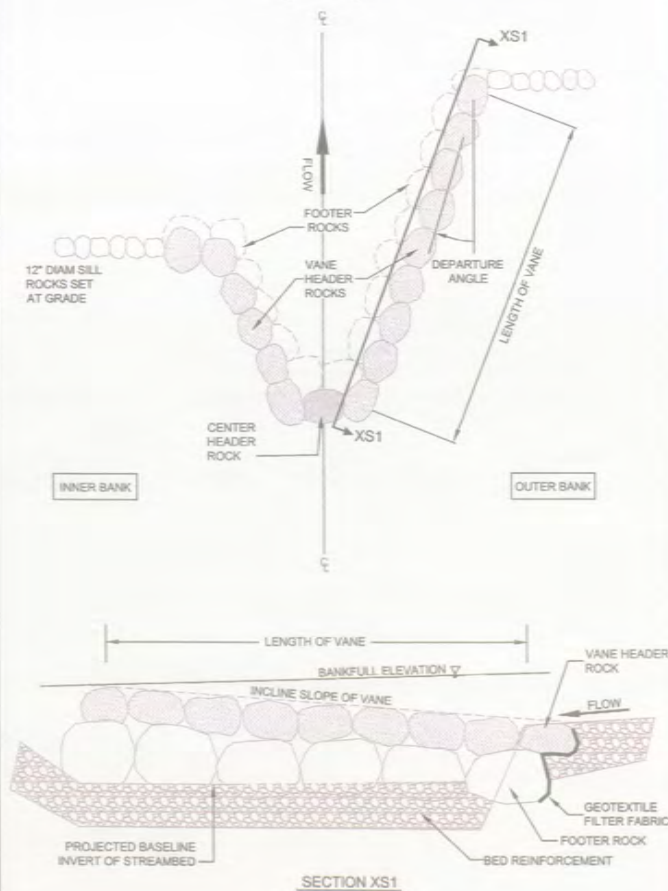 ℄
XS1
FLOW
FOOTER
ROCKS
12" DIAM SILL
ROCKS SET
AT GRADE
VANE
HEADER
ROCKS
DEPARTURE
ANGLE
LENGTH OF VANE
CENTER
HEADER
ROCK
XS1
INNER BANK
OUTER BANK
℄
LENGTH OF VANE
VANE HEADER
ROCK
BANKFULL ELEVATION
INCLINE SLOPE OF VANE
FLOW
GEOTEXTILE
FILTER FABRIC
PROJECTED BASELINE
INVERT OF STREAMBED
FOOTER ROCK
BED REINFORCEMENT
SECTION XS1